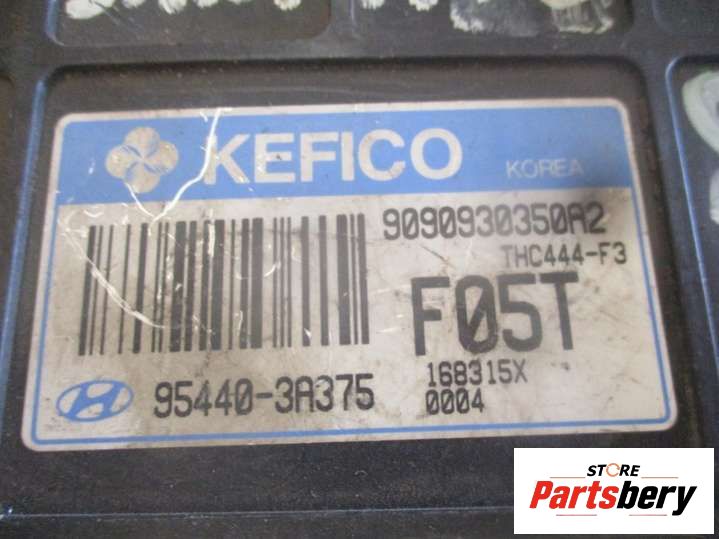 KEFICO
KOREA
9090930350A2
THC444-F3
F05T
95440-3A375
168315X
0004
STORE
Partsbery